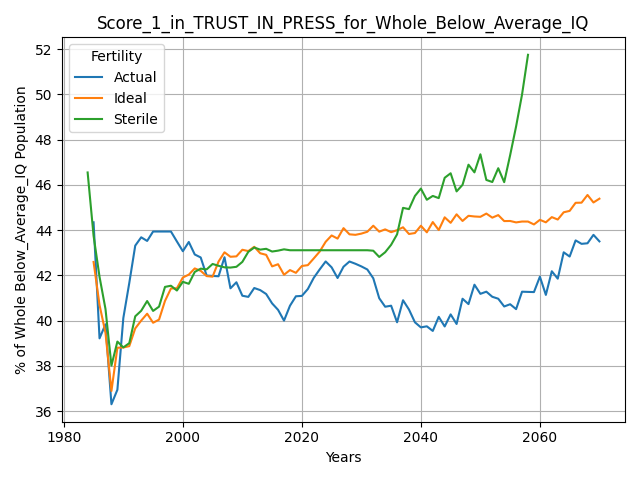 Score_1_in_TRUST_IN_PRESS_for_Whole_Below_Average_IQ
Fertility
Actual
Ideal
Sterile
% of Whole Below_Average_IQ Population
52
50
48
46
44
42
40
38
36
1980
2000
2020
2040
2060
Years